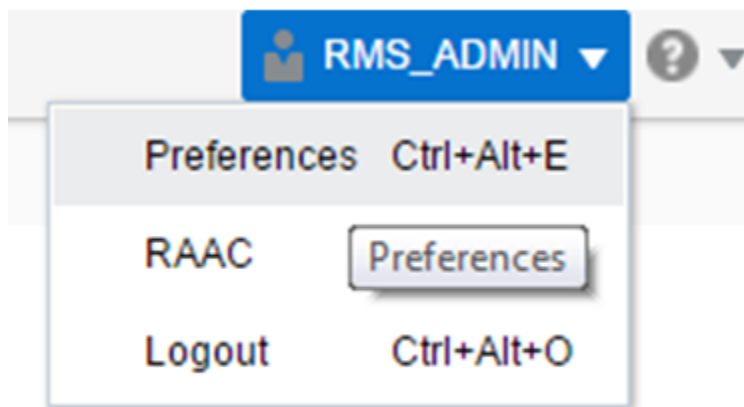 RMS_ADMIN
Preferences Ctrl+Alt+E
RAAC
Preferences
Logout Ctrl+Alt+O